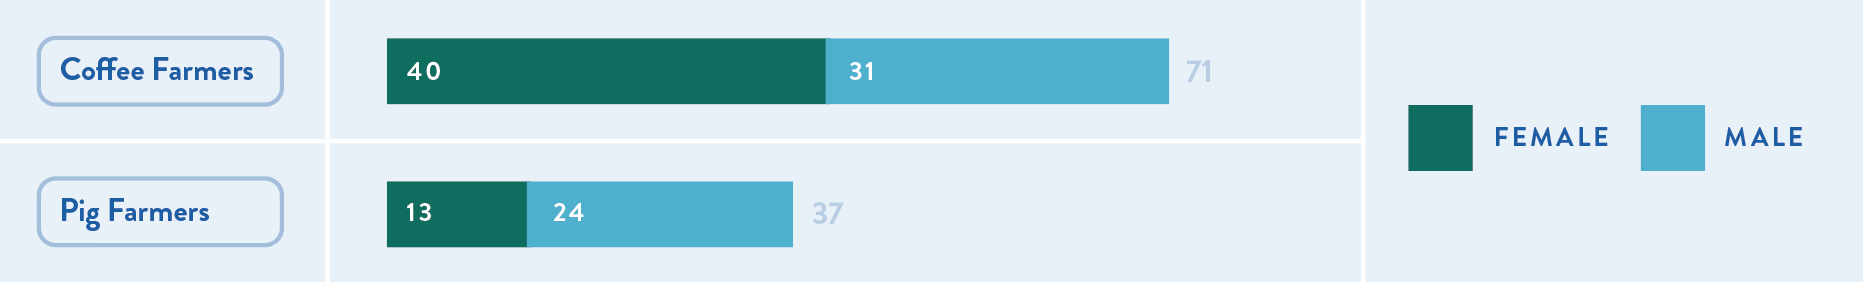 Coffee Farmers
40 31 71
FEMALE MALE
Pig Farmers
13 24 37